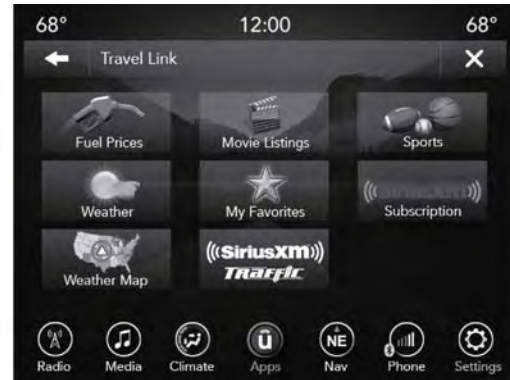 68° 12:00 68°
Travel Link
Fuel Prices Movie Listings Sports
Weather My Favorites ((SiriusXM)) Subscription
Weather Map ((SiriusXM)) TRAFFIC
Radio Media Climate Apps NE Nav Phone Settings